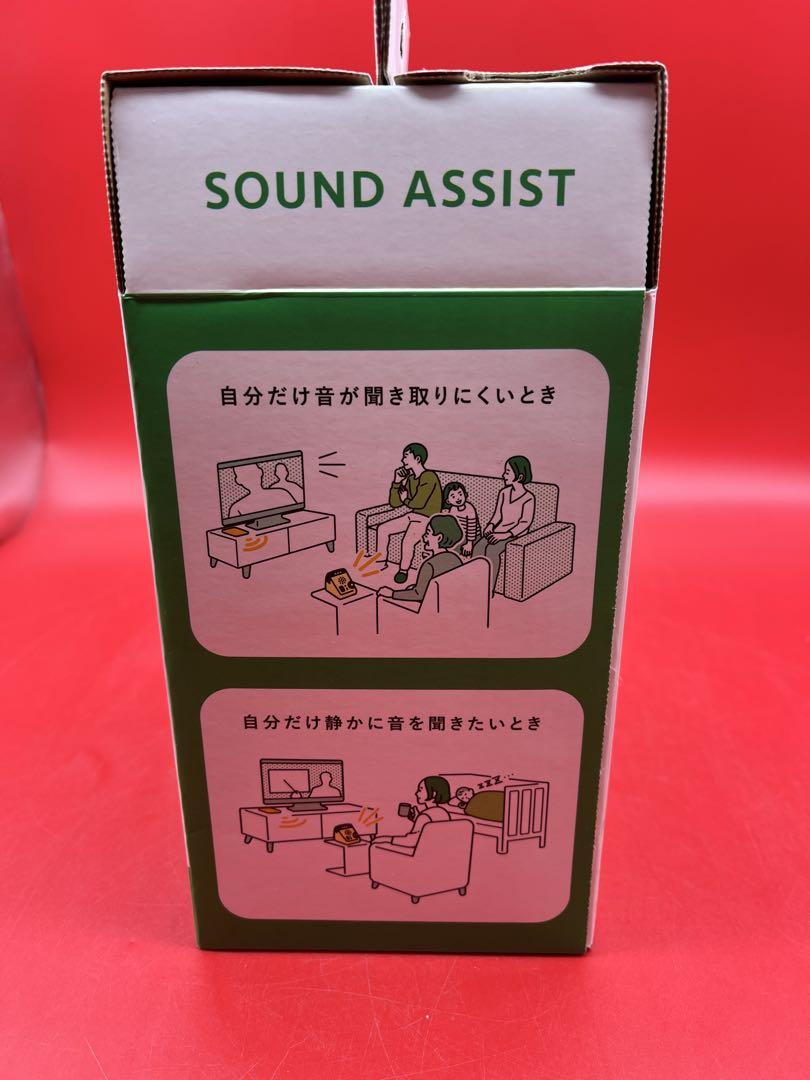 SOUND ASSIST
自分だけ音が聞き取りにくいとき
自分だけ静かに音を聞きたいとき
zzZ...